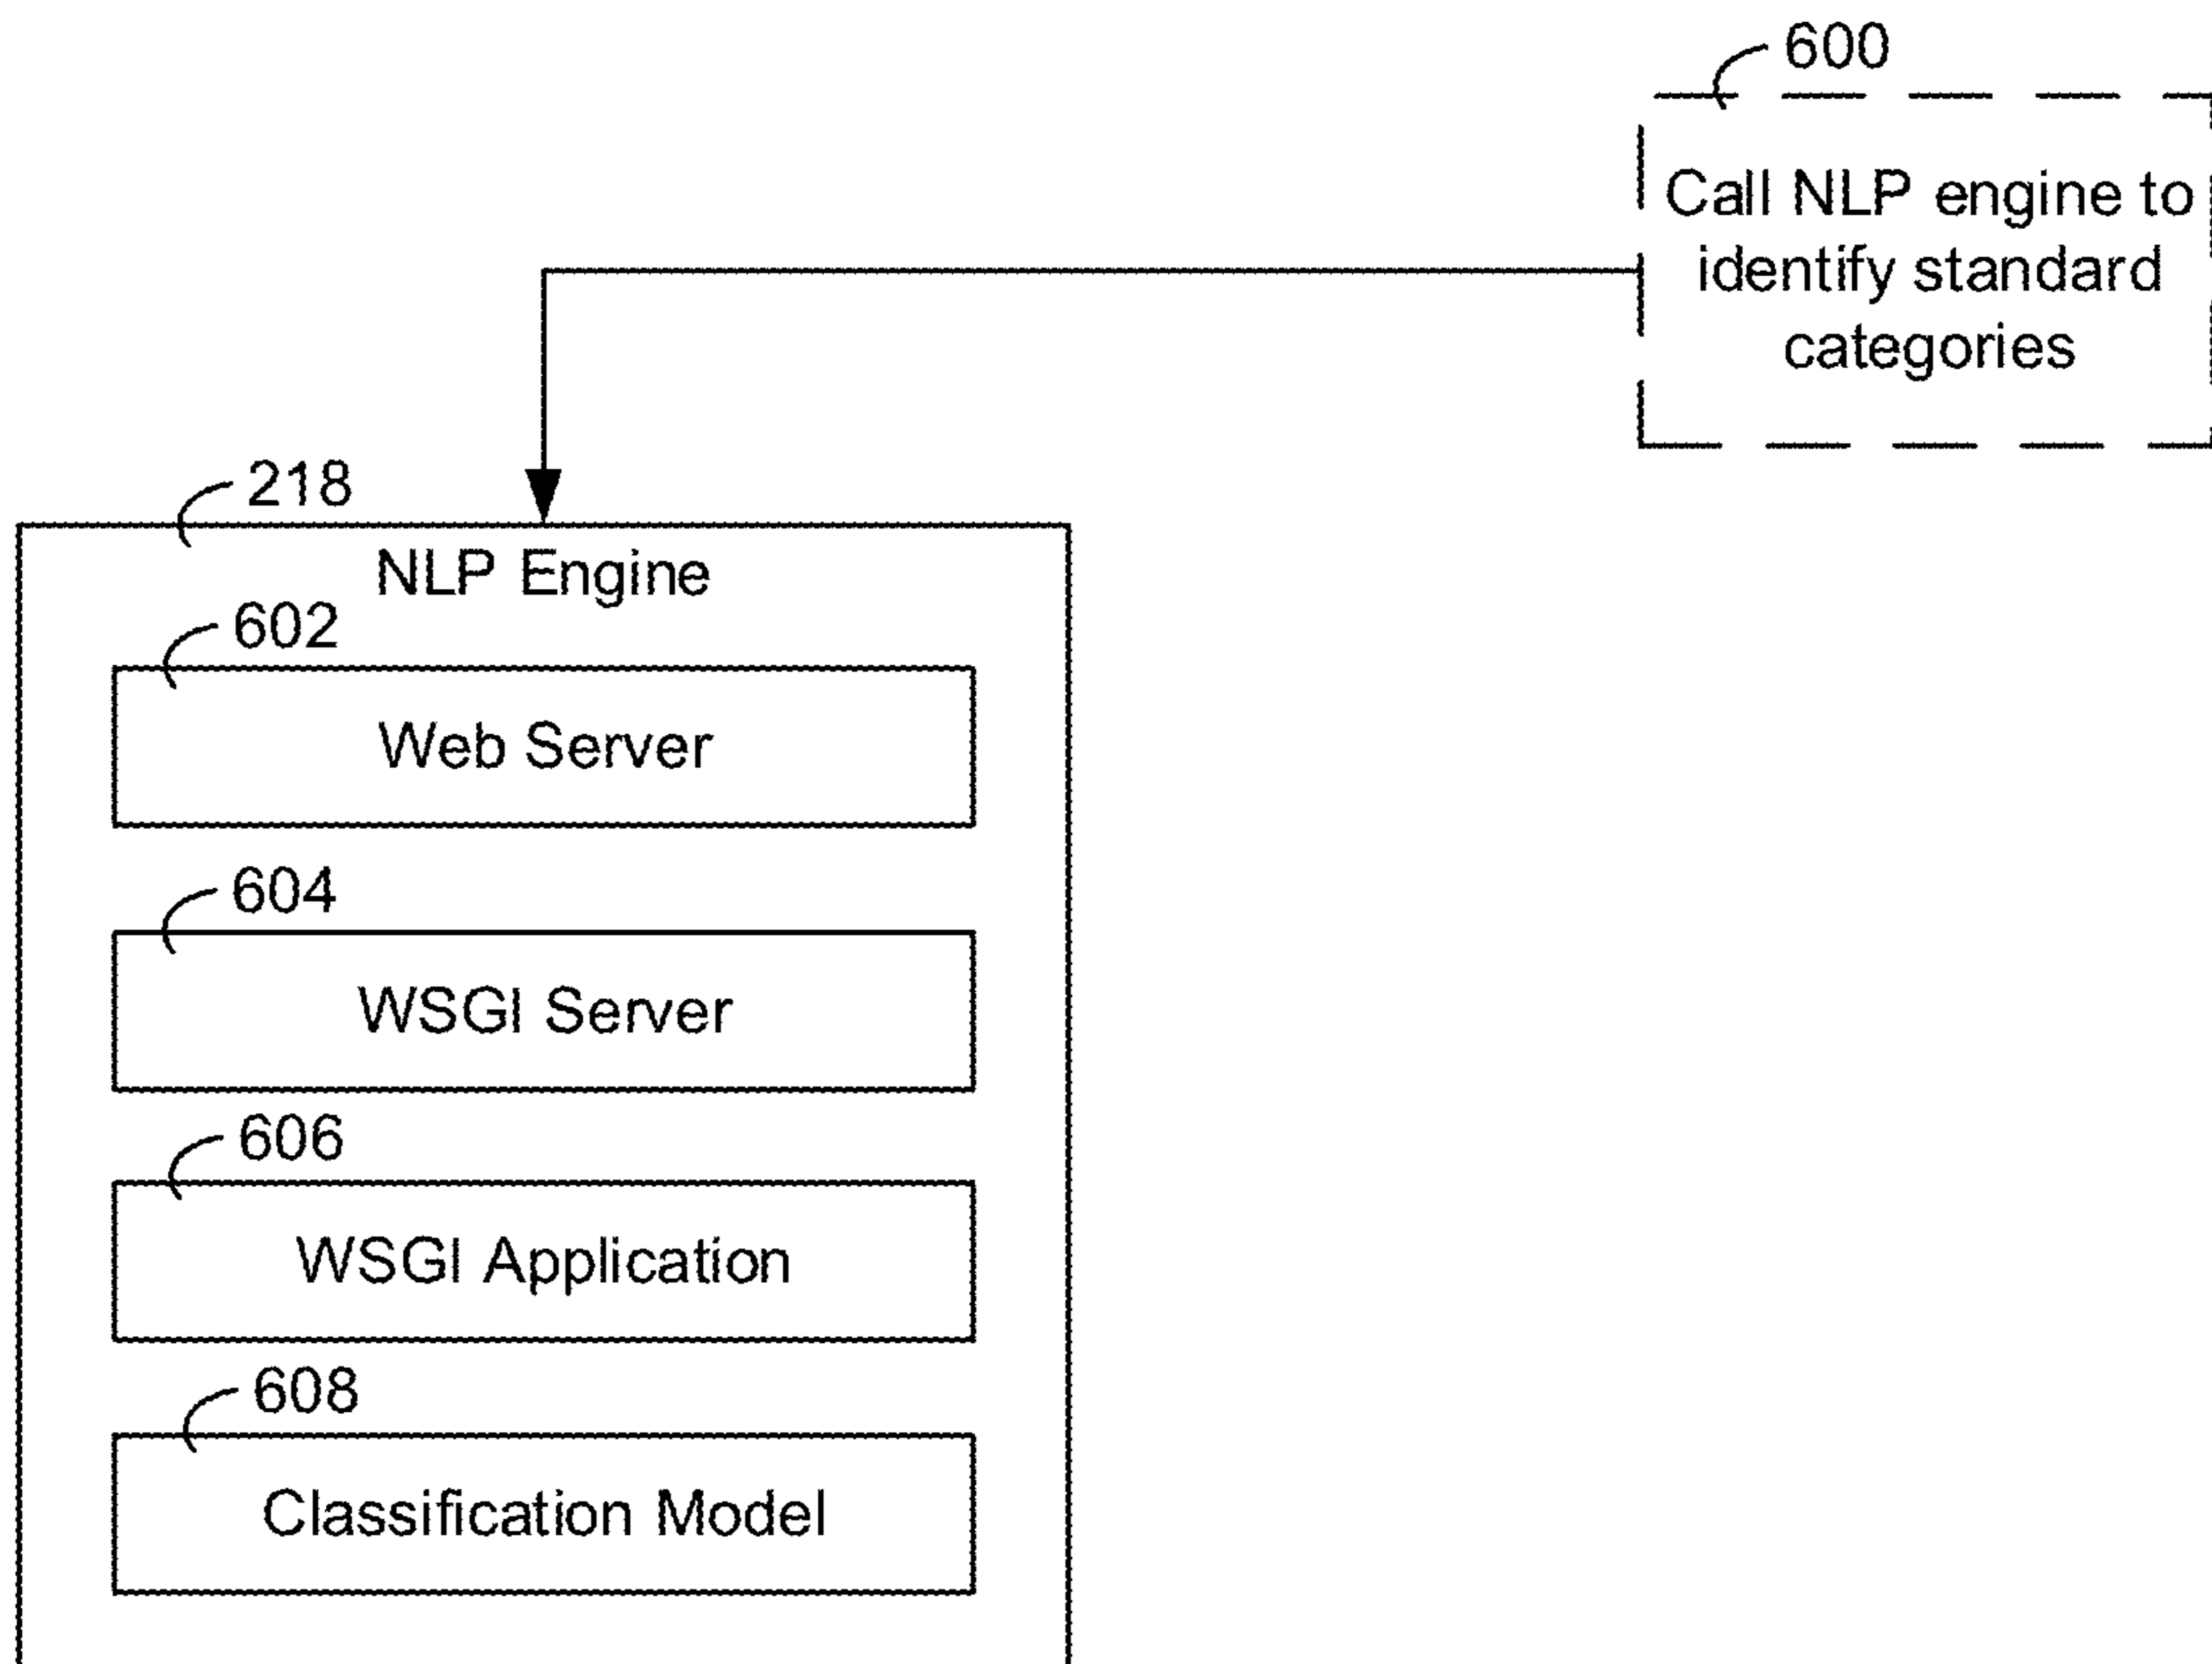 600
Call NLP engine to
identify standard
categories
218
NLP Engine
602
Web Server
604
WSGI Server
606
WSGI Application
608
Classification Model